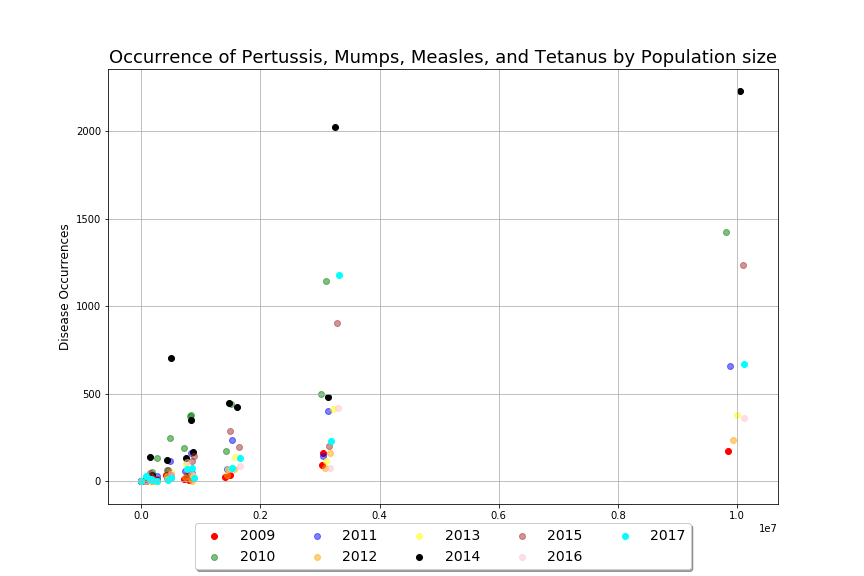 Occurrence of Pertussis, Mumps, Measles, and Tetanus by Population size
Disease Occurrences
2000
1500
1000
500
0
0.0 0.2 0.4 0.6 0.8 1.0
1e7
2009 2011 2013 2015 2017
2010 2012 2014 2016